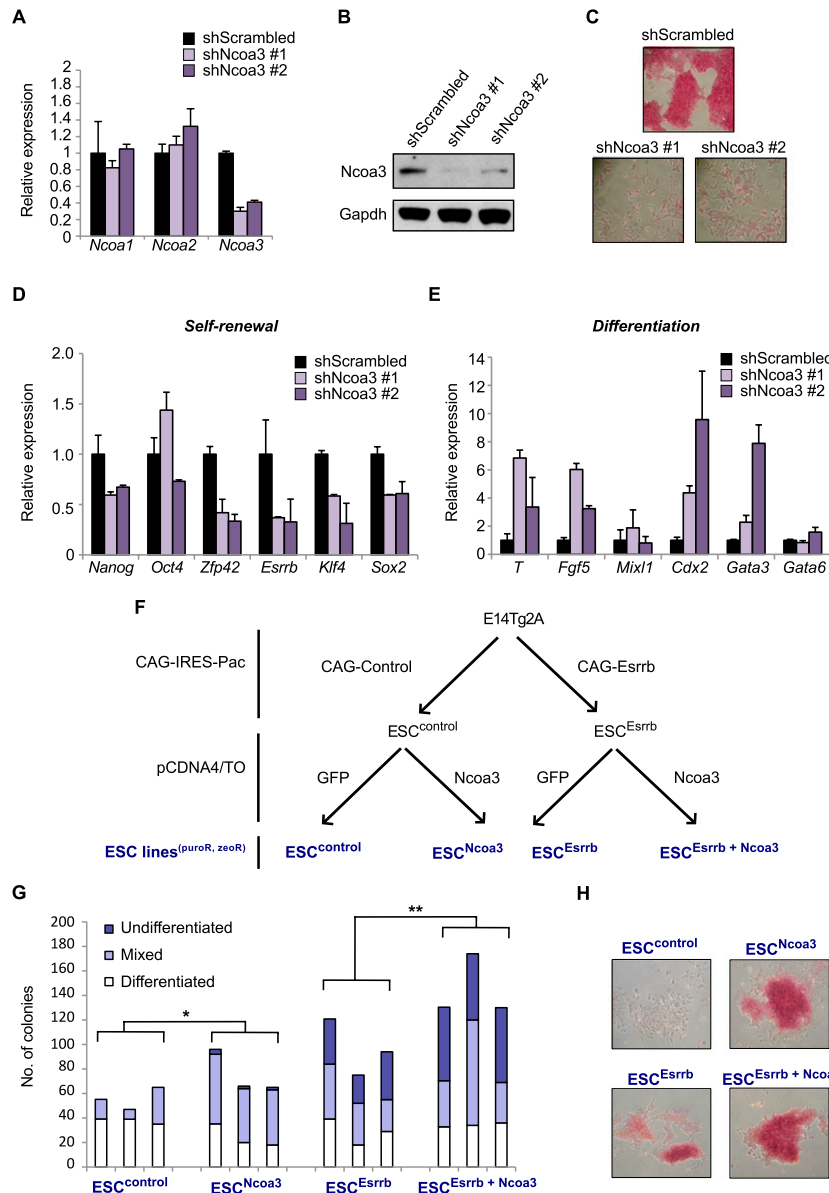 A
shScrambled
shNcoa3 #1
shNcoa3 #2
Relative expression
2
1.8
1.6
1.4
1.2
1
0.8
0.6
0.4
0.2
0
Ncoa1 Ncoa2 Ncoa3
B
shScrambled
shNcoa3 #1
shNcoa3 #2
Ncoa3
Gapdh
C
shScrambled
shNcoa3 #1 shNcoa3 #2
D
Self-renewal
shScrambled
shNcoa3 #1
shNcoa3 #2
Relative expression
2.0
1.5
1.0
0.5
0
Nanog Oct4 Zfp42 Esrrb Klf4 Sox2
E
Differentiation
shScrambled
shNcoa3 #1
shNcoa3 #2
Relative expression
14
12
10
8
6
4
2
0
T Fgf5 Mixl1 Cdx2 Gata3 Gata6
F
E14Tg2A
CAG-IRES-Pac
CAG-Control CAG-Esrrb
ESCcontrol ESCEsrrb
pCDNA4/TO
GFP Ncoa3 GFP Ncoa3
ESC lines(puroR, zeoR) ESCcontrol ESCNcoa3 ESCEsrrb ESCEsrrb + Ncoa3
G
Undifferentiated
Mixed
Differentiated
No. of colonies
200
180
160
140
120
100
80
60
40
20
0
*
**
ESCcontrol ESCNcoa3 ESCEsrrb ESCEsrrb + Ncoa3
H
ESCcontrol ESCNcoa3
ESCEsrrb ESCEsrrb + Ncoa